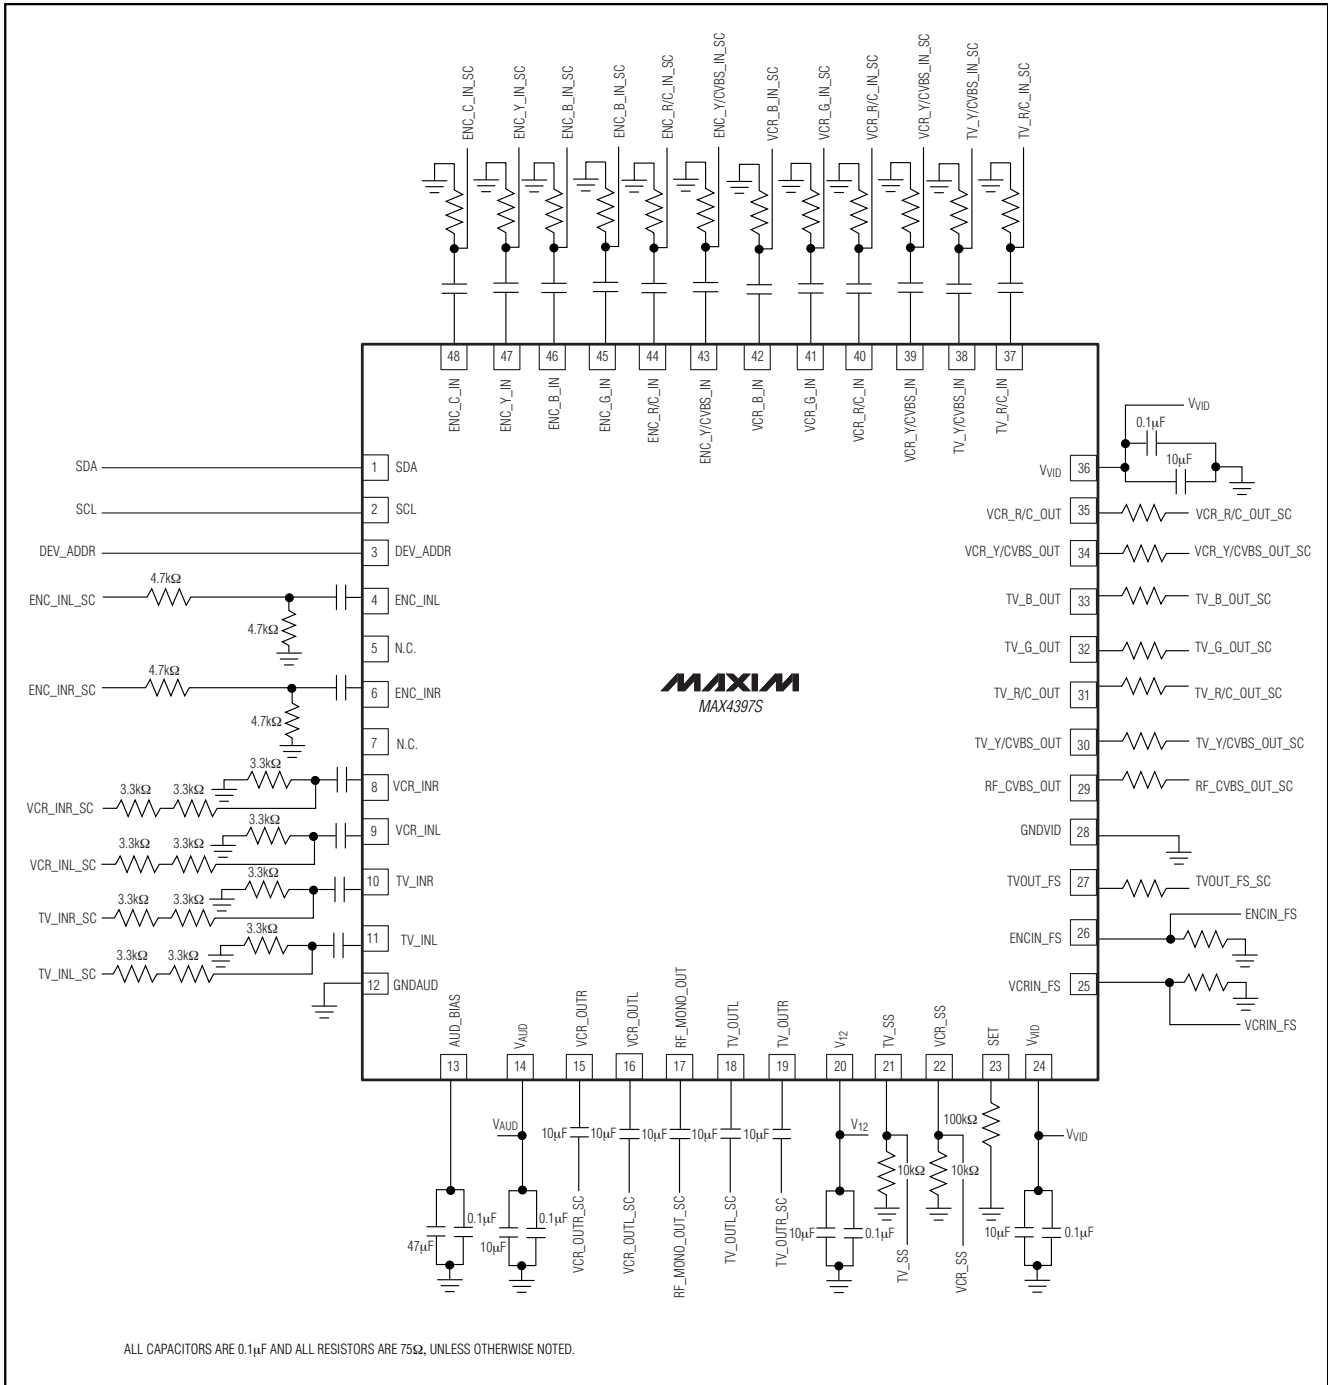 ENC_C_IN_SC
ENC_Y_IN_SC
ENC_B_IN_SC
ENC_B_IN_SC
ENC_R/C_IN_SC
ENC_Y/CVBS_IN_SC
VCR_B_IN_SC
VCR_G_IN_SC
VCR_R/C_IN_SC
VCR_Y/CVBS_IN_SC
TV_Y/CVBS_IN_SC
TV_R/C_IN_SC
48
47
46
45
44
43
42
41
40
39
38
37
ENC_C_IN
ENC_Y_IN
ENC_B_IN
ENC_G_IN
ENC_R/C_IN
ENC_Y/CVBS_IN
VCR_B_IN
VCR_G_IN
VCR_R/C_IN
VCR_Y/CVBS_IN
TV_Y/CVBS_IN
TV_R/C_IN
SDA
1 SDA
SCL
2 SCL
DEV_ADDR
3 DEV_ADDR
ENC_INL_SC
4.7kΩ
4.7kΩ
4 ENC_INL
5 N.C.
ENC_INR_SC
4.7kΩ
4.7kΩ
6 ENC_INR
7 N.C.
VCR_INR_SC
3.3kΩ
3.3kΩ
3.3kΩ
8 VCR_INR
VCR_INL_SC
3.3kΩ
3.3kΩ
3.3kΩ
9 VCR_INL
TV_INR_SC
3.3kΩ
3.3kΩ
3.3kΩ
10 TV_INR
TV_INL_SC
3.3kΩ
3.3kΩ
3.3kΩ
11 TV_INL
12 GNDAUD
MAXIM
MAX4397S
VVID
0.1µF
10µF
VVID 36
VCR_R/C_OUT 35 VCR_R/C_OUT_SC
VCR_Y/CVBS_OUT 34 VCR_Y/CVBS_OUT_SC
TV_B_OUT 33 TV_B_OUT_SC
TV_G_OUT 32 TV_G_OUT_SC
TV_R/C_OUT 31 TV_R/C_OUT_SC
TV_Y/CVBS_OUT 30 TV_Y/CVBS_OUT_SC
RF_CVBS_OUT 29 RF_CVBS_OUT_SC
GNDVID 28
TVOUT_FS 27 TVOUT_FS_SC
ENCIN_FS 26 ENCIN_FS
VCRIN_FS 25 VCRIN_FS
AUD_BIAS
VAUD
VCR_OUTR
VCR_OUTL
RF_MONO_OUT
TV_OUTL
TV_OUTR
V12
TV_SS
VCR_SS
SET
VVID
13
14
15
16
17
18
19
20
21
22
23
24
VAUD
10µF
10µF
10µF
10µF
10µF
V12
100kΩ
VVID
10kΩ
10kΩ
47µF
0.1µF
10µF
0.1µF
VCR_OUTR_SC
VCR_OUTL_SC
RF_MONO_OUT_SC
TV_OUTL_SC
TV_OUTR_SC
10µF
0.1µF
TV_SS
VCR_SS
10µF
0.1µF
ALL CAPACITORS ARE 0.1µF AND ALL RESISTORS ARE 75Ω, UNLESS OTHERWISE NOTED.